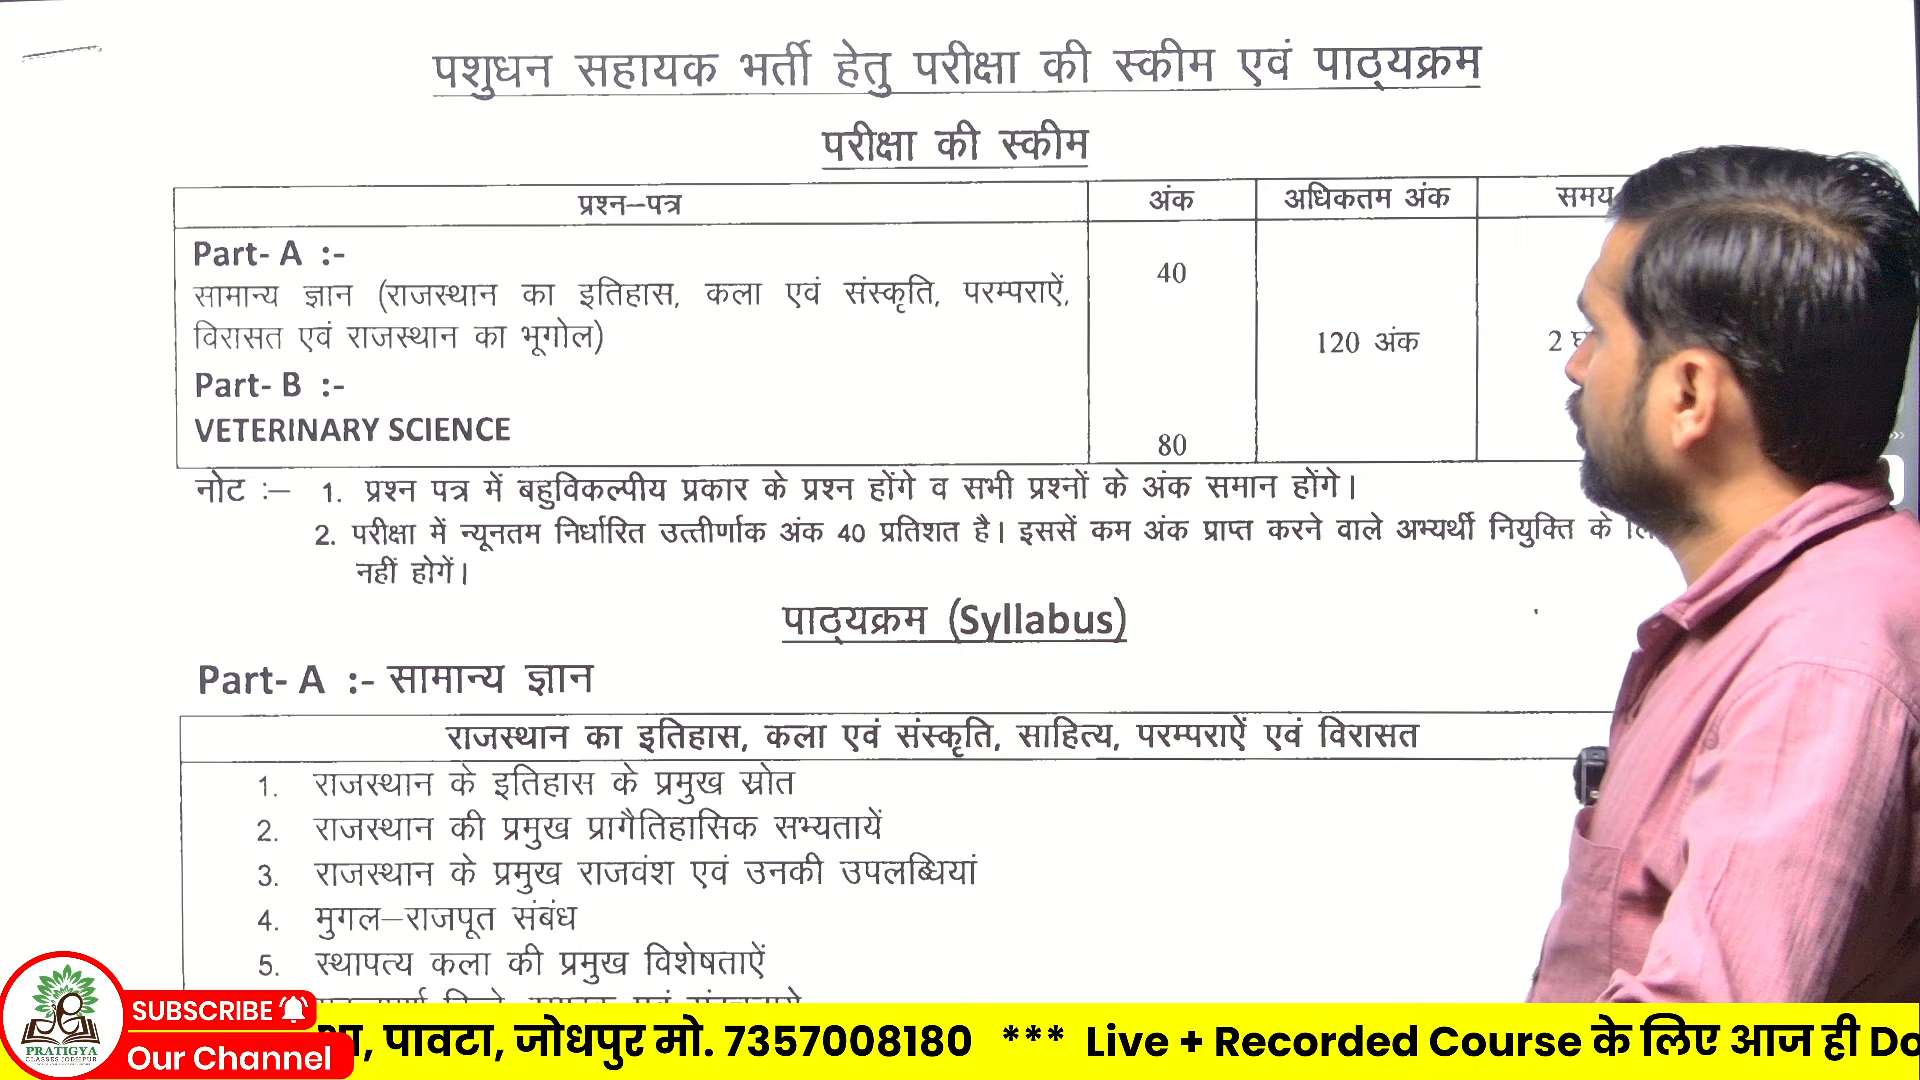 पशुधन सहायक भर्ती हेतु परीक्षा की स्कीम एवं पाठ्यक्रम
परीक्षा की स्कीम
प्रश्न–पत्र अंक अधिकतम अंक समय
Part- A :-
सामान्य ज्ञान (राजस्थान का इतिहास, कला एवं संस्कृति, परम्पराऐं, 40
विरासत एवं राजस्थान का भूगोल) 120 अंक 2
Part- B :-
VETERINARY SCIENCE 80
नोट :– 1. प्रश्न पत्र में बहुविकल्पीय प्रकार के प्रश्न होंगे व सभी प्रश्नों के अंक समान होंगे।
2. परीक्षा में न्यूनतम निर्धारित उत्तीर्णाक अंक 40 प्रतिशत है। इससें कम अंक प्राप्त करने वाले अभ्यर्थी नियुक्ति के
नहीं होगें।
पाठ्यक्रम (Syllabus)
Part- A :- सामान्य ज्ञान
राजस्थान का इतिहास, कला एवं संस्कृति, साहित्य, परम्पराऐं एवं विरासत
1. राजस्थान के इतिहास के प्रमुख स्रोत
2. राजस्थान की प्रमुख प्रागैतिहासिक सभ्यतायें
3. राजस्थान के प्रमुख राजवंश एवं उनकी उपलब्धियां
4. मुगल–राजपूत संबंध
5. स्थापत्य कला की प्रमुख विशेषताऐं
SUBSCRIBE
Our Channel
PRATIGYA
CLASSES JODHPUR
पावटा, जोधपुर मो. 7357008180 *** Live + Recorded Course के लिए आज ही Do